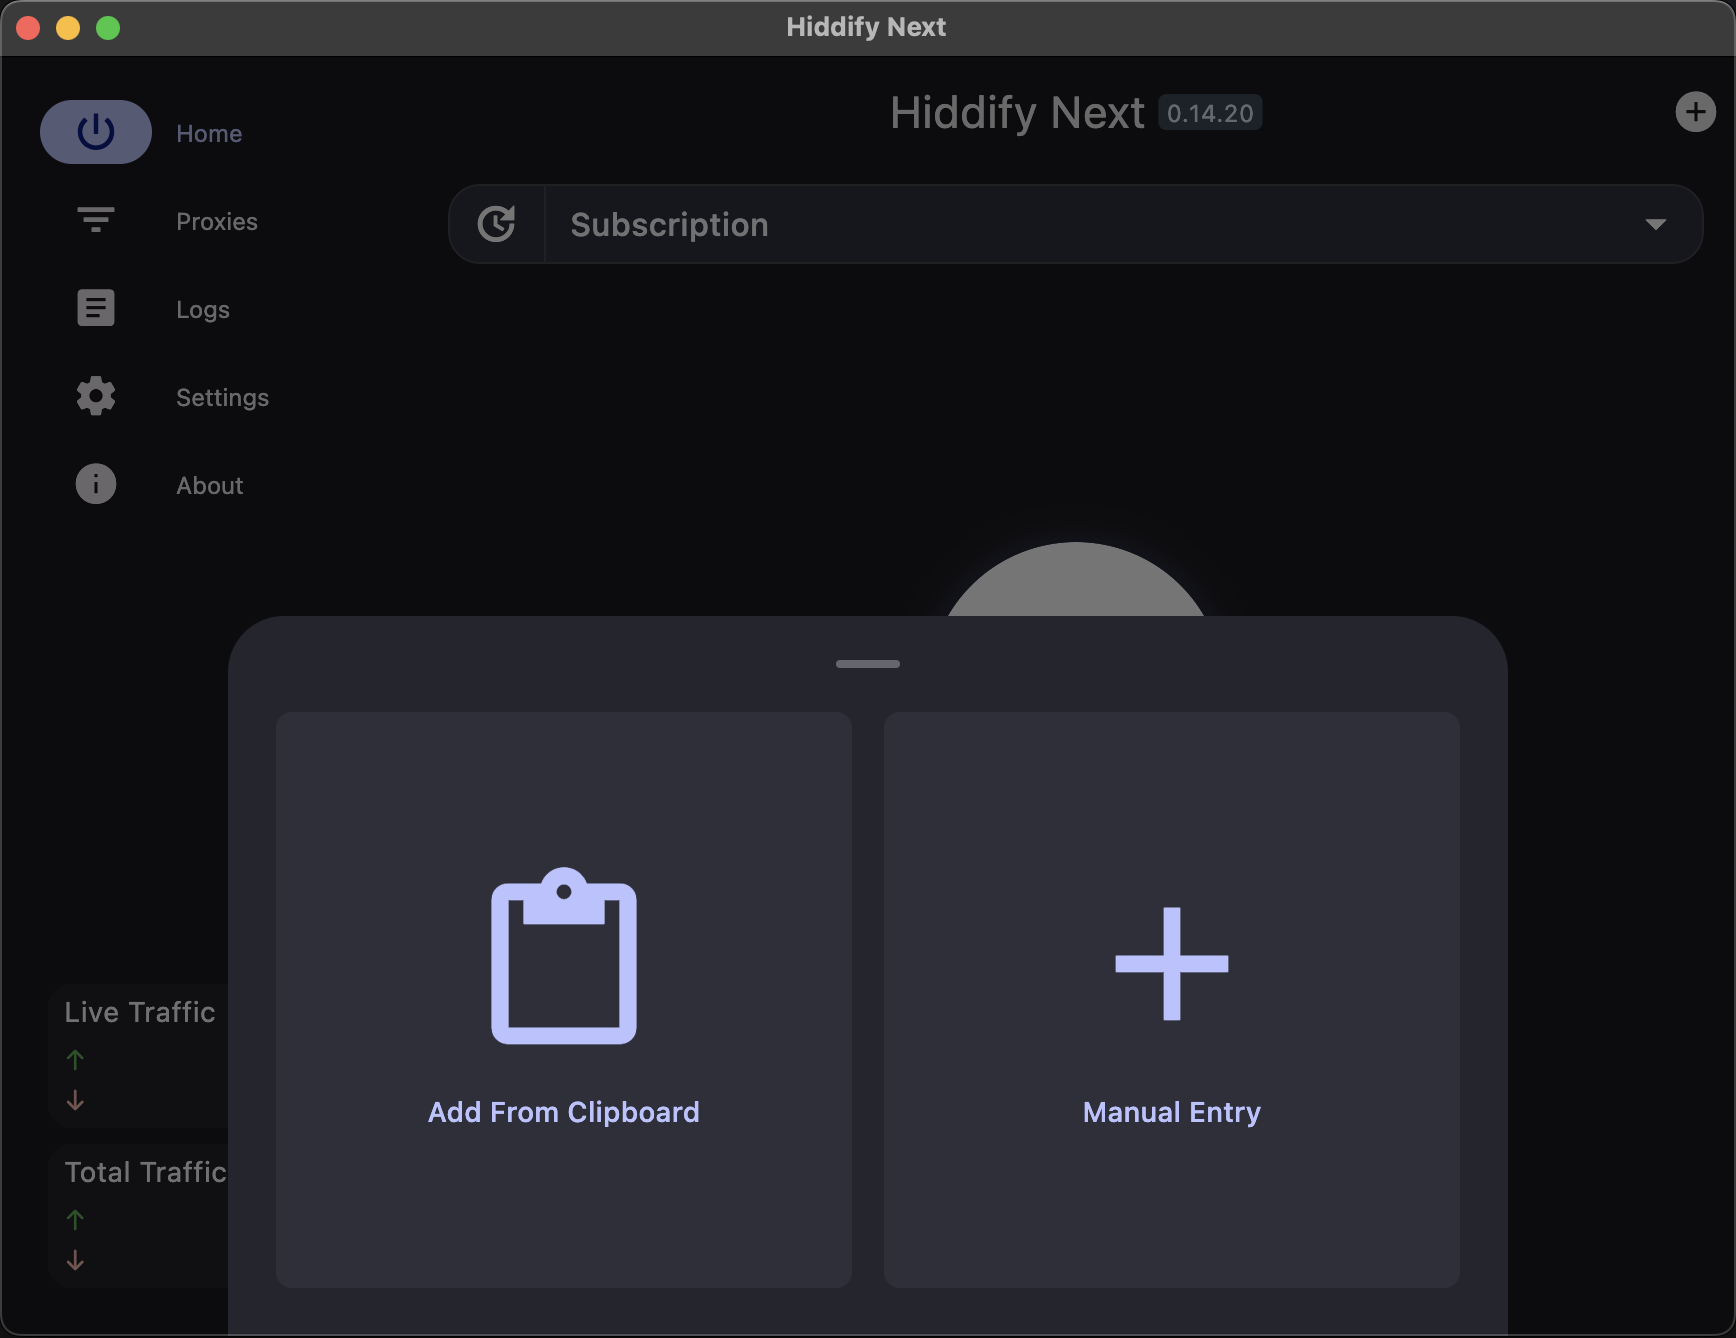 Hiddify Next
Home
Proxies
Logs
Settings
About
Hiddify Next 0.14.20
Subscription
Add From Clipboard
Manual Entry
Live Traffic
↑
↓
Total Traffic
↑
↓